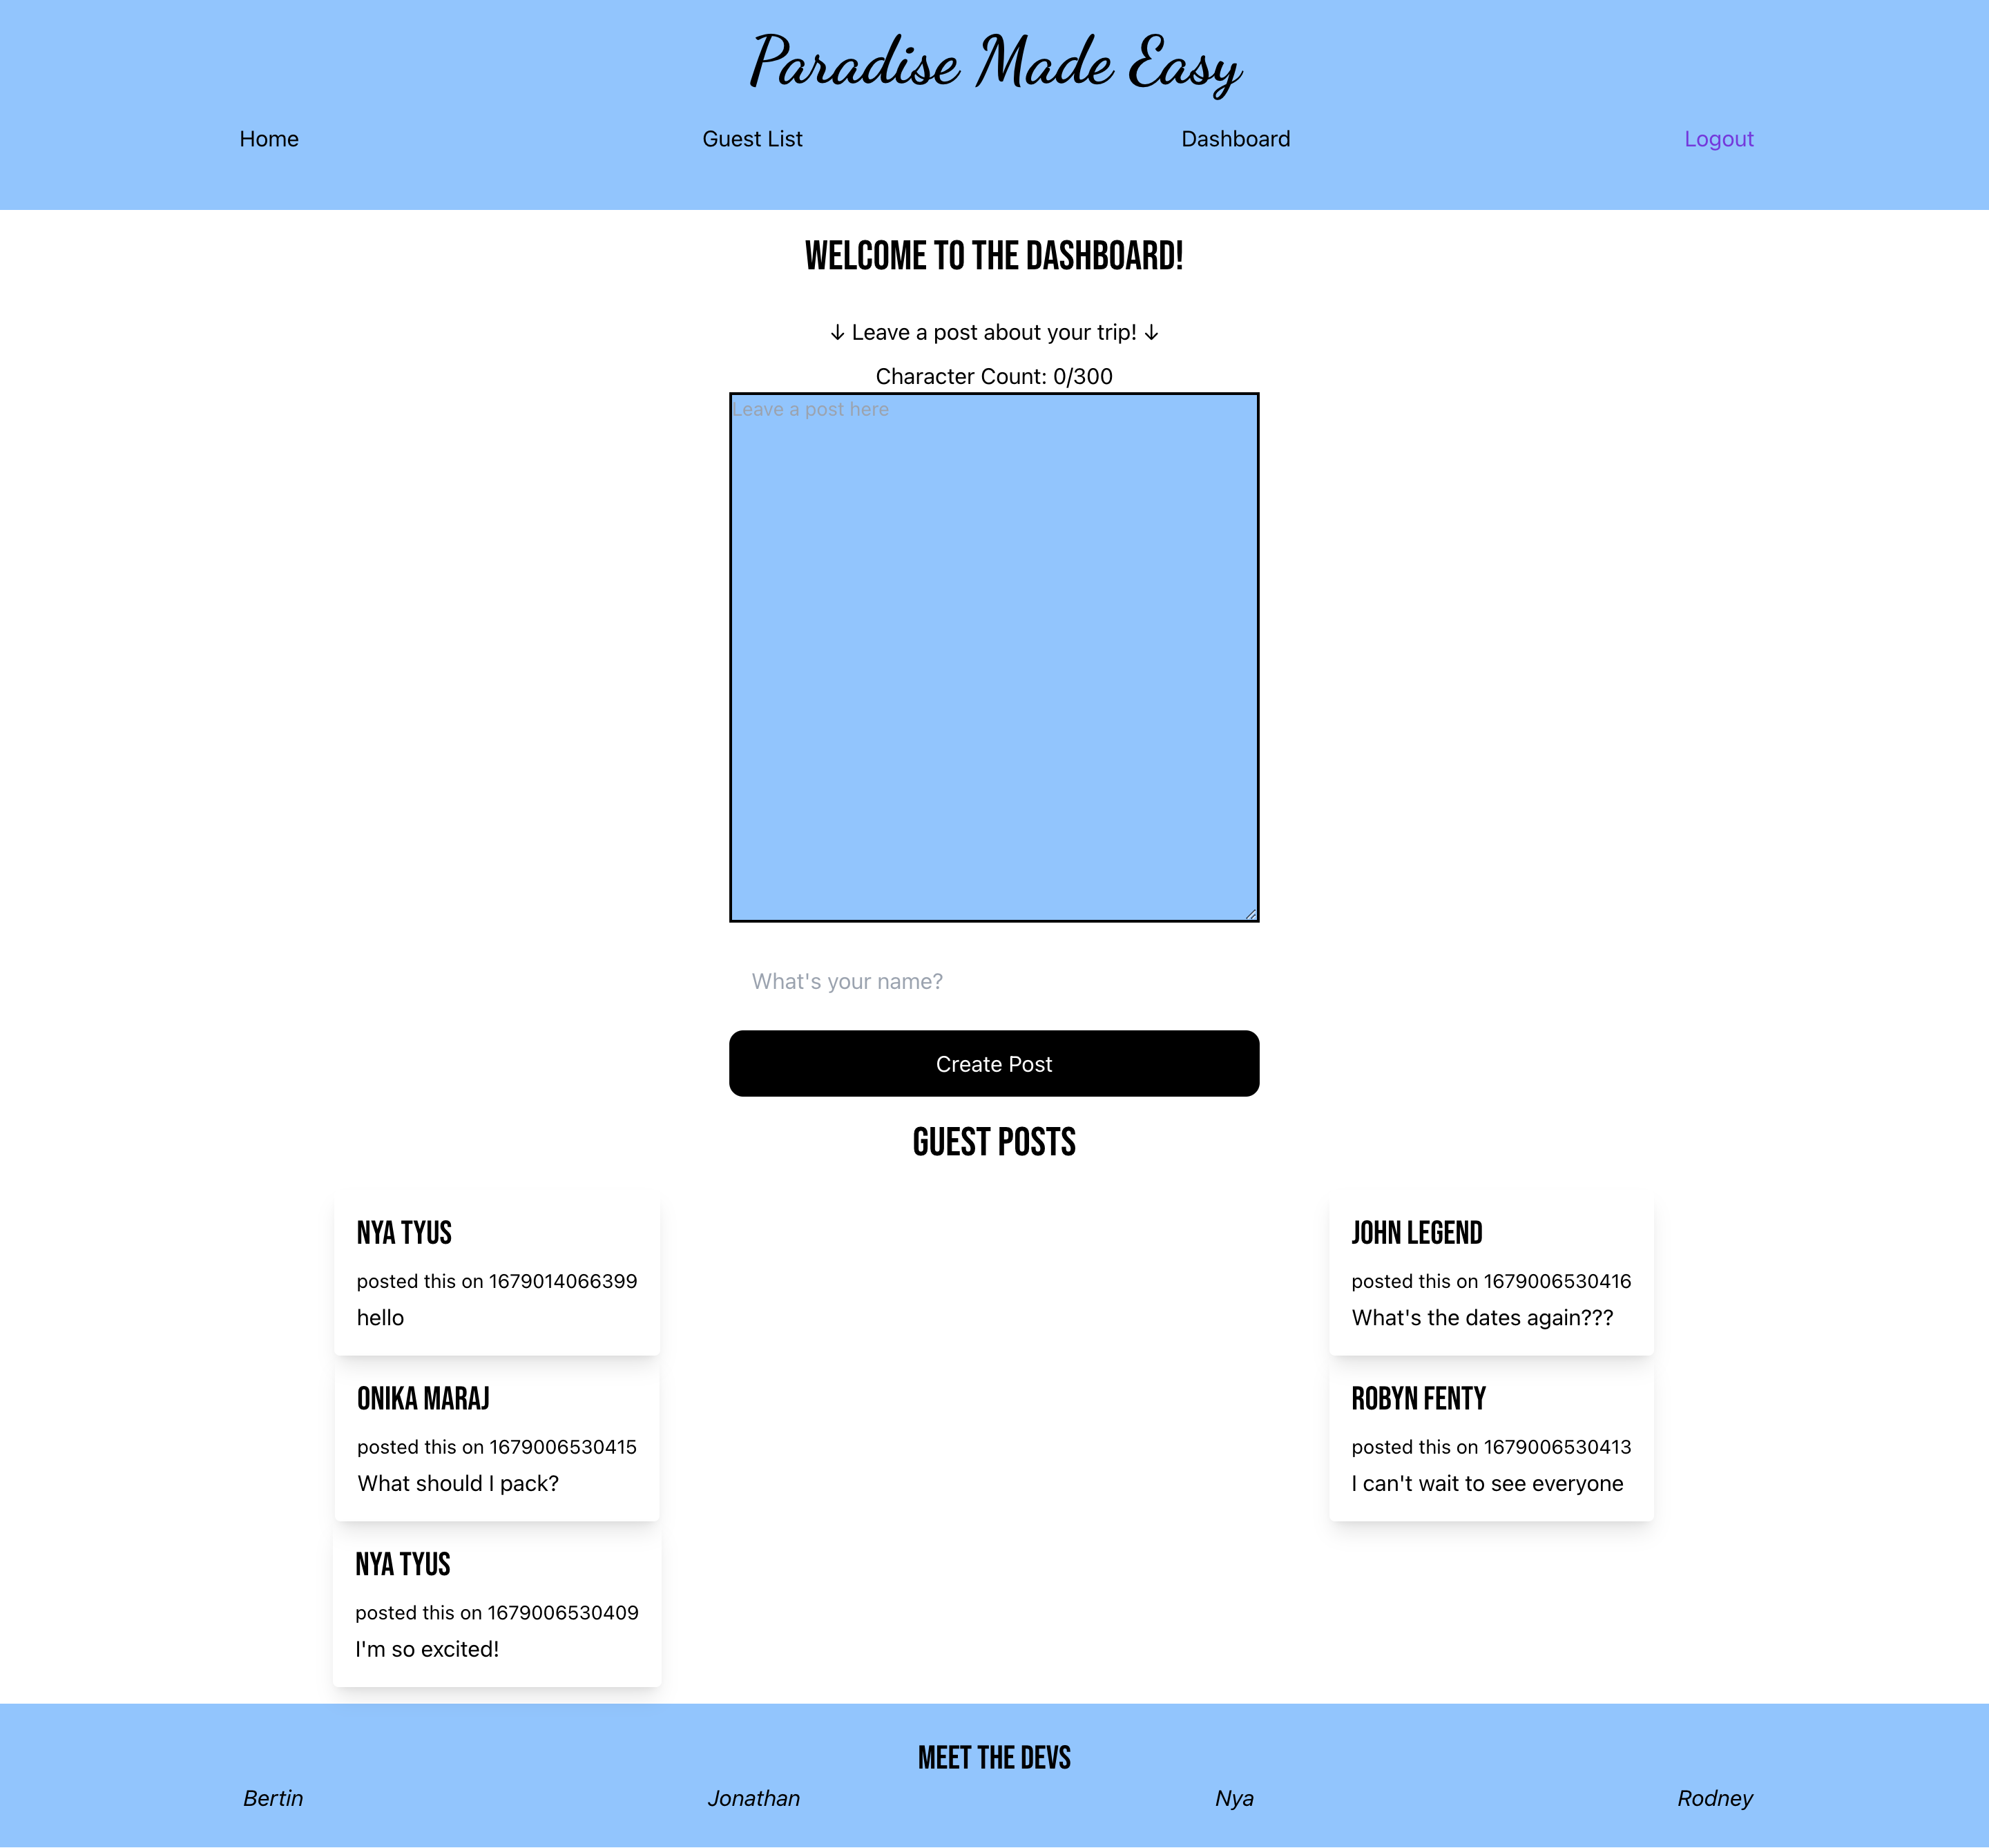 Paradise Made Easy
Home Guest List Dashboard Logout
WELCOME TO THE DASHBOARD!
↓ Leave a post about your trip! ↓
Character Count: 0/300
Leave a post here
What's your name?
Create Post
GUEST POSTS
NYA TYUS
posted this on 1679014066399
hello
JOHN LEGEND
posted this on 1679006530416
What's the dates again???
ONIKA MARAJ
posted this on 1679006530415
What should I pack?
ROBYN FENTY
posted this on 1679006530413
I can't wait to see everyone
NYA TYUS
posted this on 1679006530409
I'm so excited!
MEET THE DEVS
Bertin Jonathan Nya Rodney